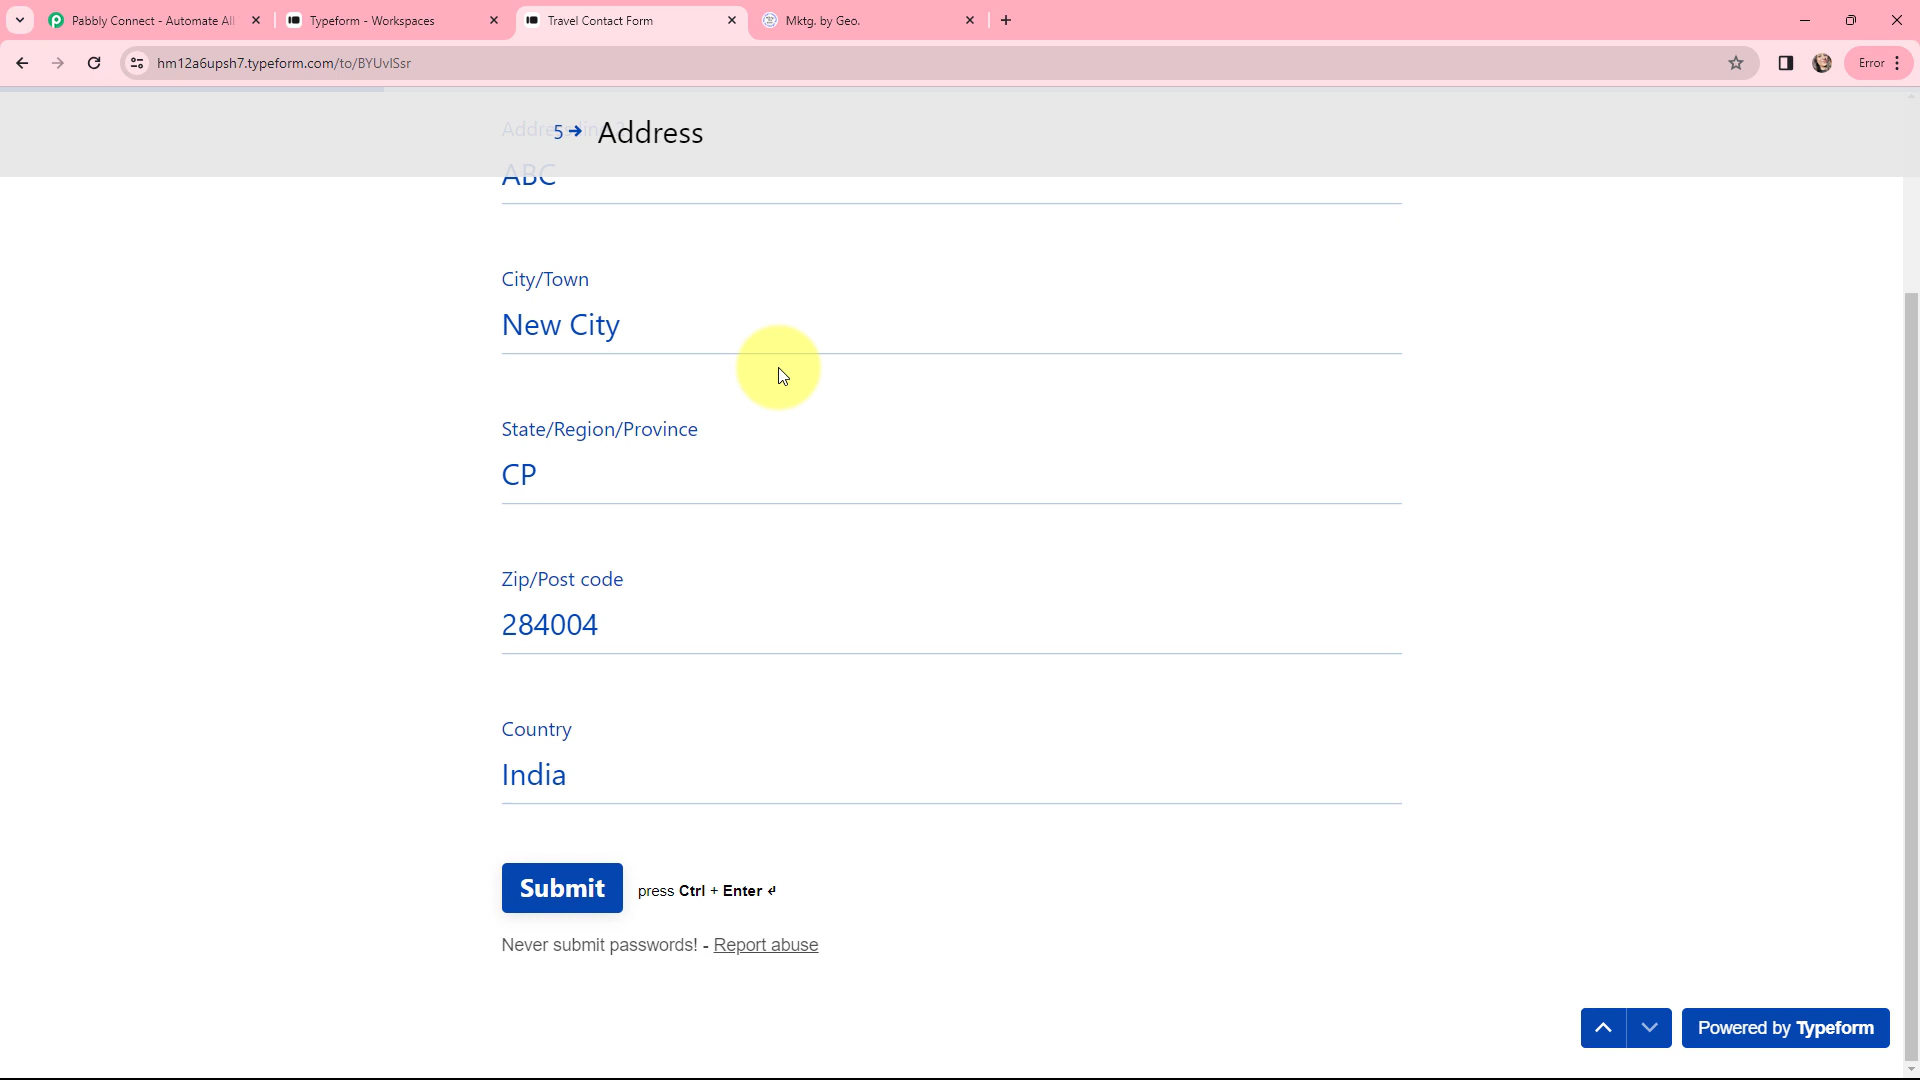 Pabbly Connect - Automate All
Typeform - Workspaces
Travel Contact Form
Mktg. by Geo.
hm12a6upsh7.typeform.com/to/BYUvlSsr
Error
5 Address
ABC
City/Town
New City
State/Region/Province
CP
Zip/Post code
284004
Country
India
Submit press Ctrl + Enter ↵
Never submit passwords! - Report abuse
Powered by Typeform